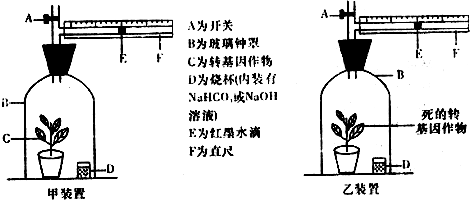 A
E
F
B
C
D
甲装置
A为开关
B为玻璃钟罩
C为转基因作物
D为烧杯(内装有
NaHCO₃或NaOH
溶液)
E为红墨水滴
F为直尺
A
E
F
B
死的转
基因作物
D
乙装置